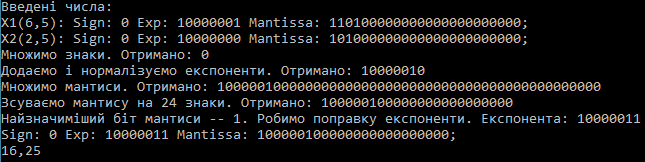 Введені числа:
X1(6,5): Sign: 0 Exp: 10000001 Mantissa: 110100000000000000000000;
X2(2,5): Sign: 0 Exp: 10000000 Mantissa: 101000000000000000000000;
Множимо знаки. Отримано: 0
Додаємо і нормалізуємо експоненти. Отримано: 10000010
Множимо мантиси. Отримано: 100000100000000000000000000000000000000000000000
Зсуваємо мантису на 24 знаки. Отримано: 100000100000000000000000
Найзначиміший біт мантиси -- 1. Робимо поправку експоненти. Експонента: 10000011
Sign: 0 Exp: 10000011 Mantissa: 100000100000000000000000;
16,25